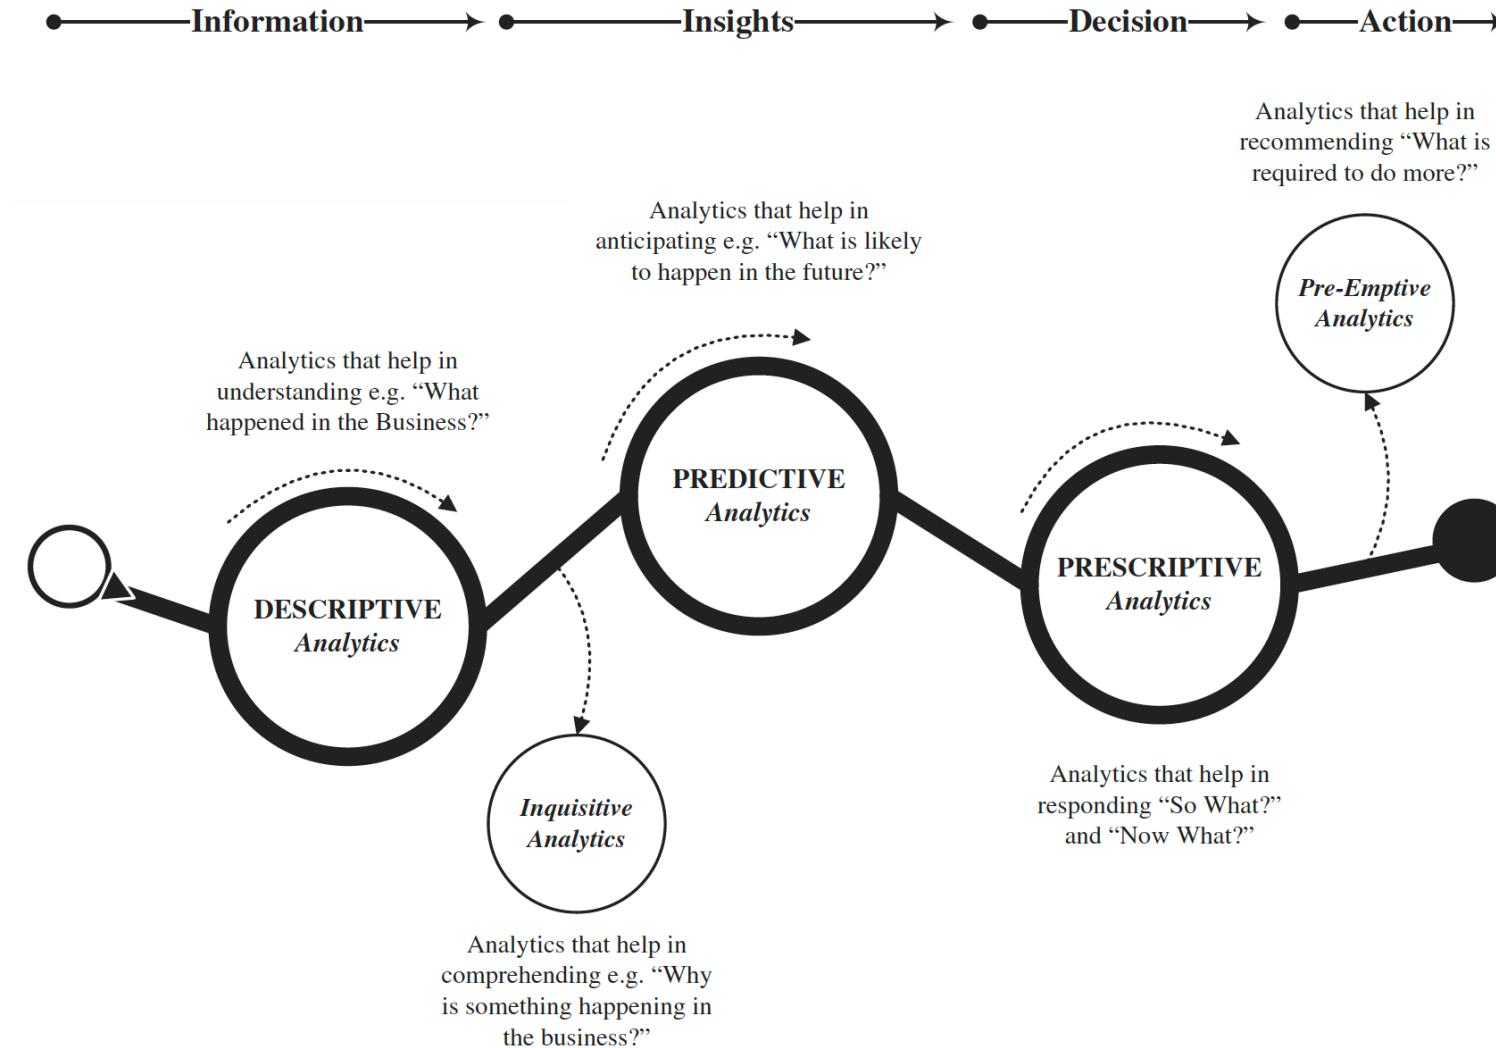 Information
Insights
Decision
Action
Analytics that help in
recommending “What is
required to do more?”
Pre-Emptive
Analytics
Analytics that help in
anticipating e.g. “What is likely
to happen in the future?”
PREDICTIVE
Analytics
Analytics that help in
understanding e.g. “What
happened in the Business?”
DESCRIPTIVE
Analytics
PRESCRIPTIVE
Analytics
Analytics that help in
responding “So What?”
and “Now What?”
Inquisitive
Analytics
Analytics that help in
comprehending e.g. “Why
is something happening in
the business?”